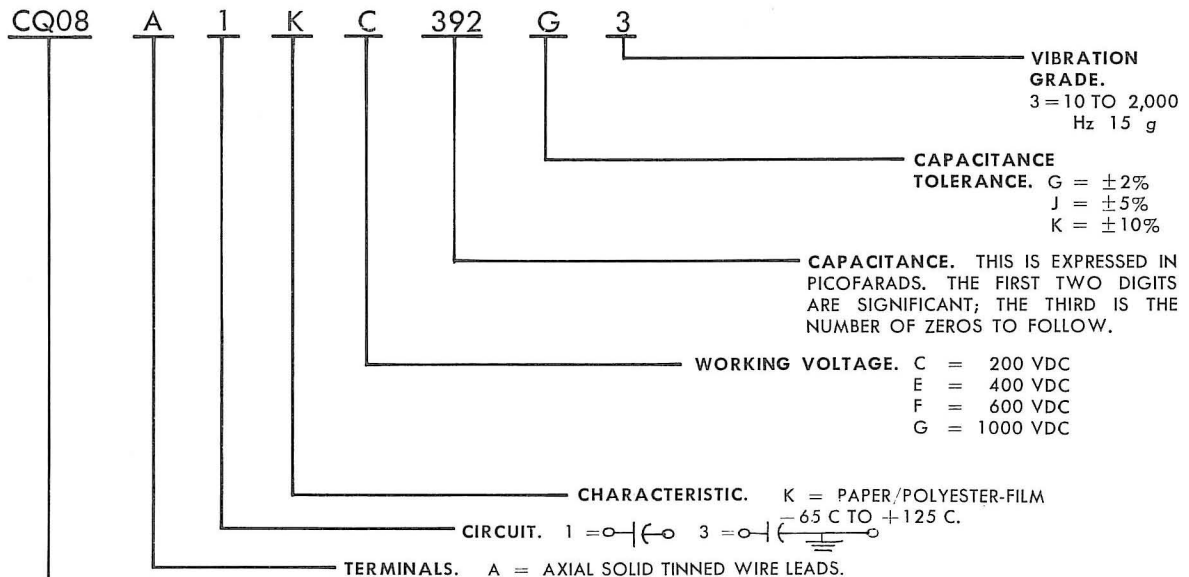 CQ08 A 1 K C 392 G 3
VIBRATION
GRADE.
3 = 10 TO 2,000
Hz 15 g
CAPACITANCE
TOLERANCE. G = ±2%
J = ±5%
K = ±10%
CAPACITANCE. THIS IS EXPRESSED IN
PICOFARADS. THE FIRST TWO DIGITS
ARE SIGNIFICANT; THE THIRD IS THE
NUMBER OF ZEROS TO FOLLOW.
WORKING VOLTAGE. C = 200 VDC
E = 400 VDC
F = 600 VDC
G = 1000 VDC
CHARACTERISTIC. K = PAPER/POLYESTER-FILM
−65 C TO +125 C.
CIRCUIT. 1 = 3 =
TERMINALS. A = AXIAL SOLID TINNED WIRE LEADS.